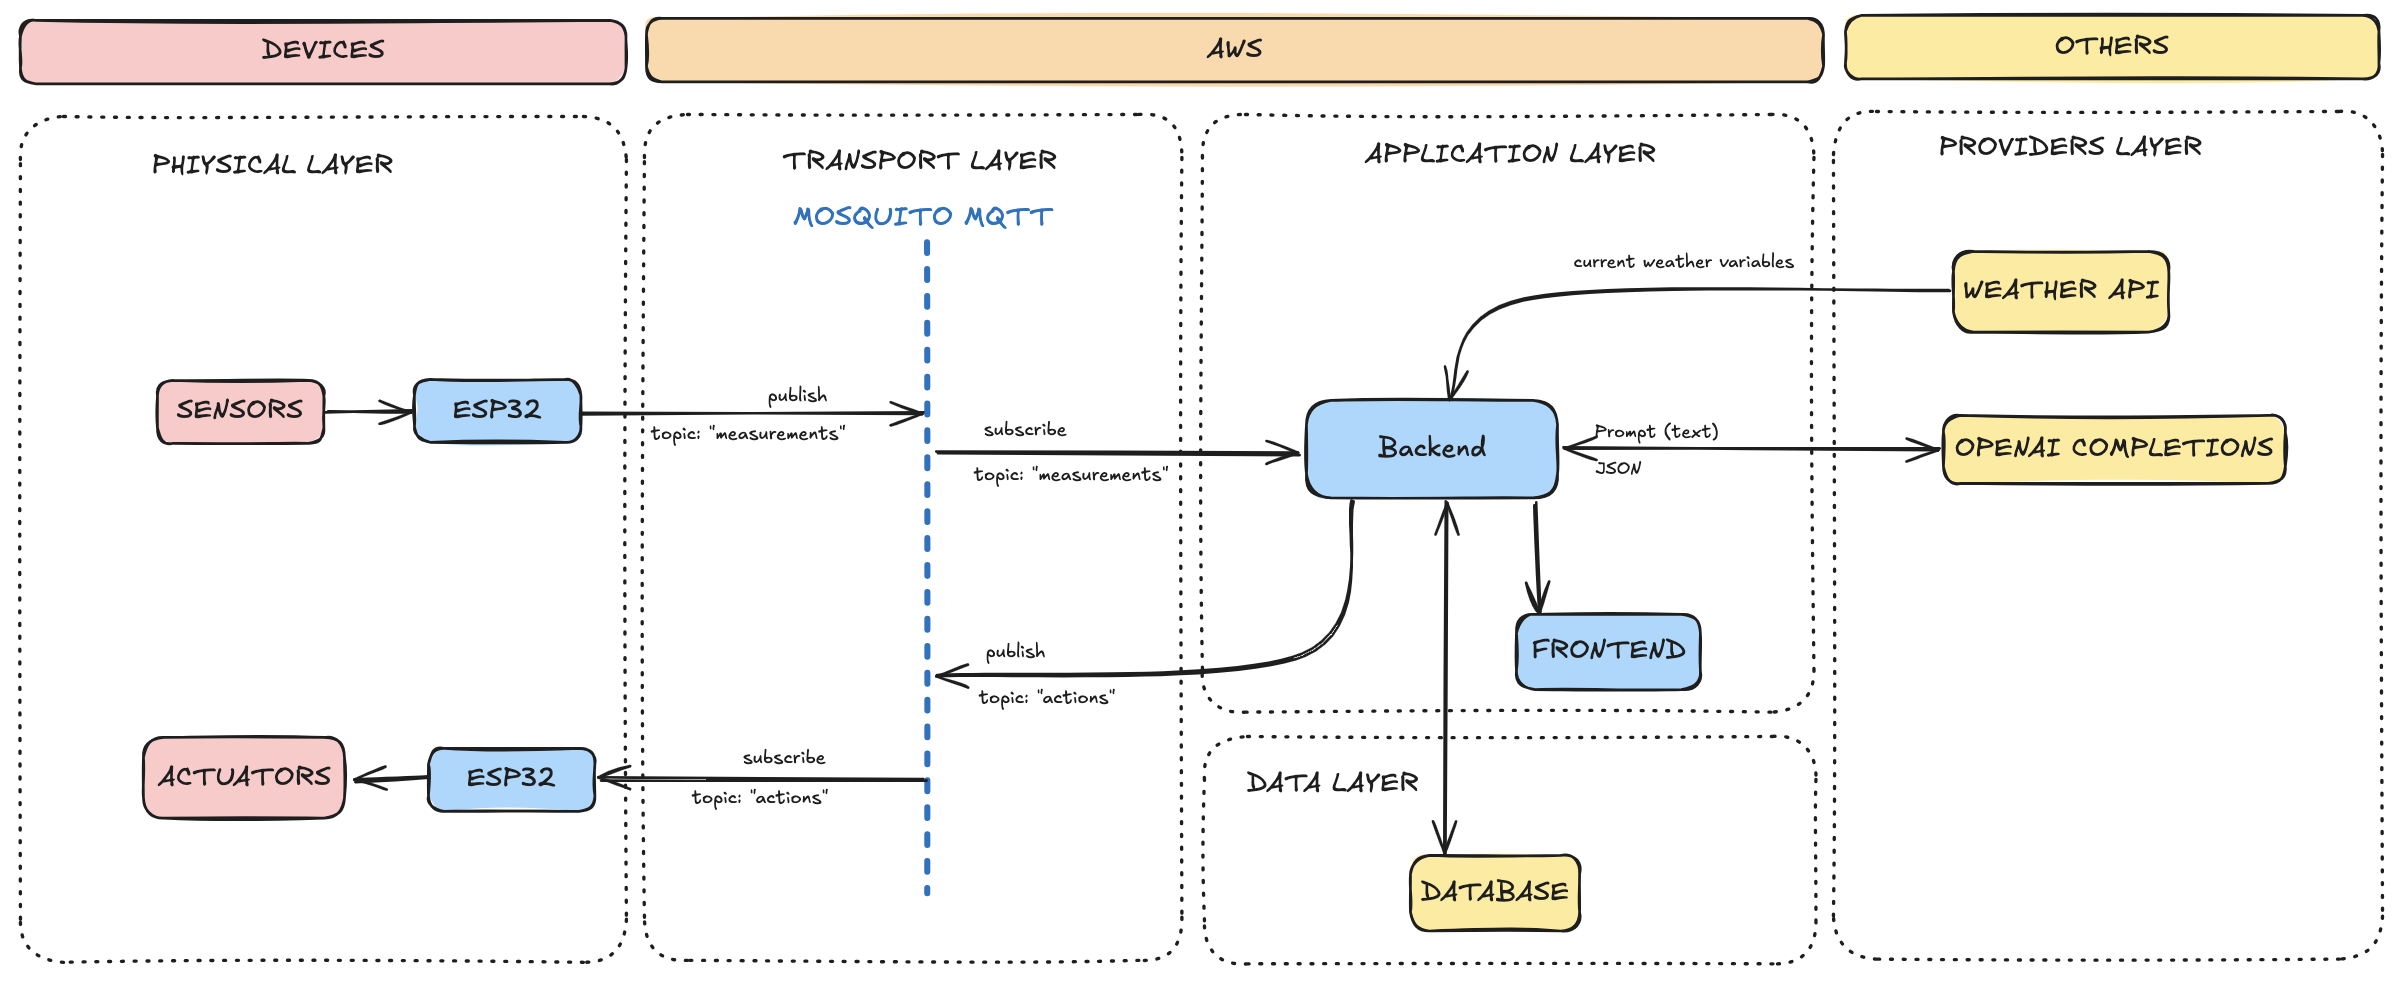 DEVICES
AWS
OTHERS
PHIYSICAL LAYER
TRANSPORT LAYER
APPLICATION LAYER
PROVIDERS LAYER
MOSQUITO MQTT
current weather variables
WEATHER API
SENSORS
ESP32
publish
topic: "measurements"
subscribe
topic: "measurements"
Backend
Prompt (text)
JSON
OPENAI COMPLETIONS
publish
topic: "actions"
FRONTEND
ACTUATORS
ESP32
subscribe
topic: "actions"
DATA LAYER
DATABASE